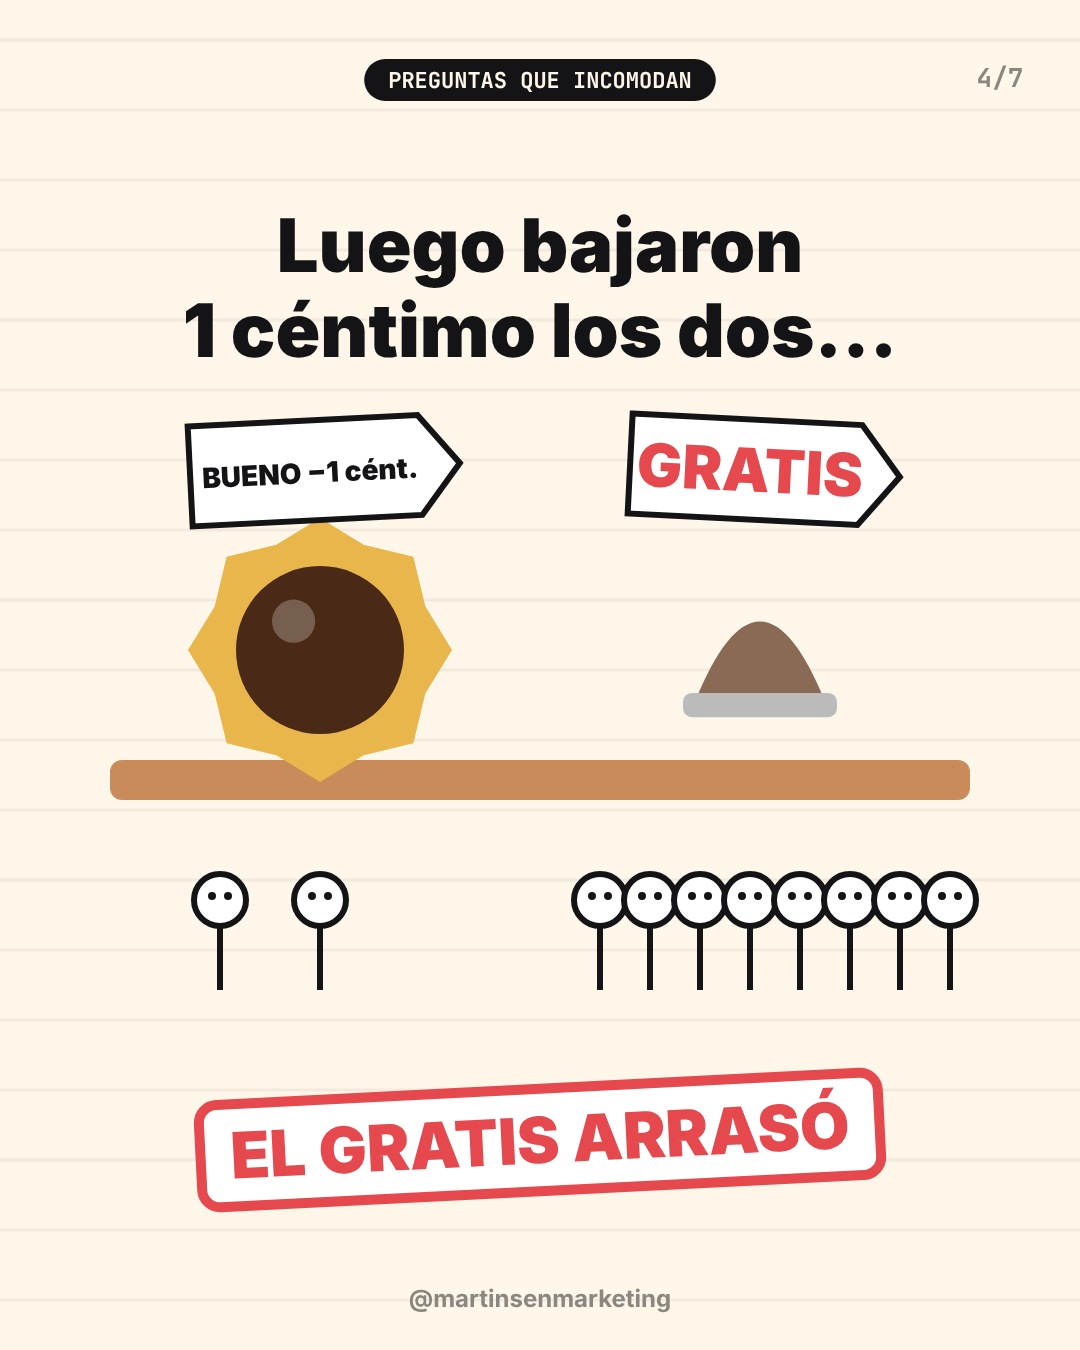 PREGUNTAS QUE INCOMODAN
4/7
Luego bajaron
1 céntimo los dos...
BUENO −1 cént.
GRATIS
EL GRATIS ARRASÓ
@martinsenmarketing